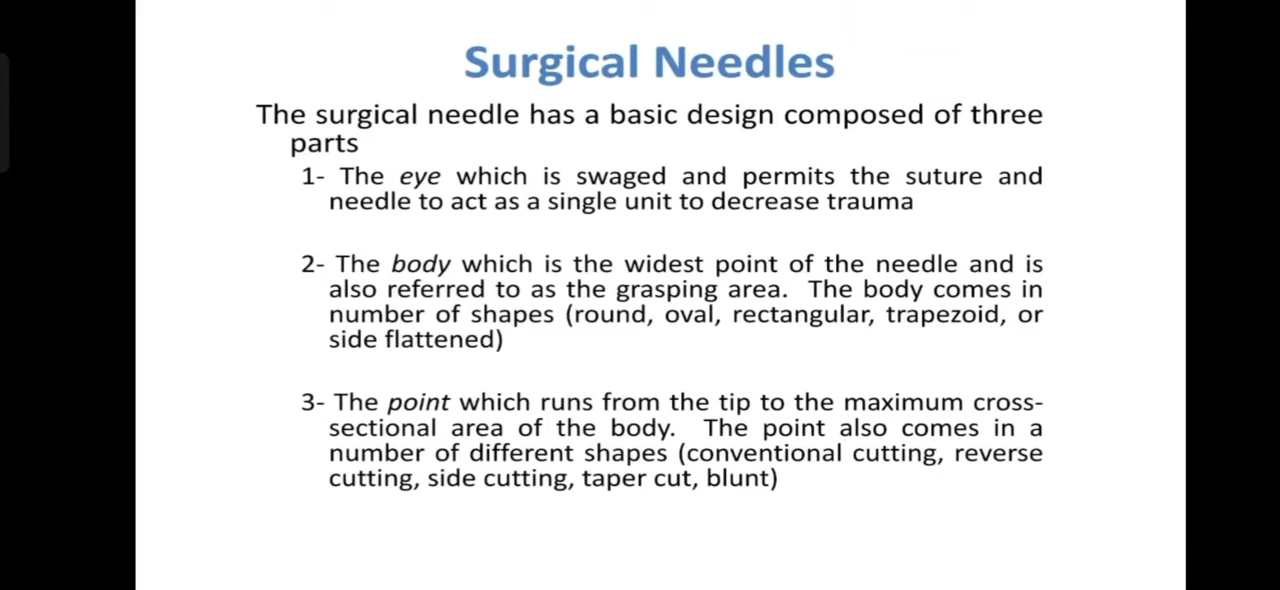 Surgical Needles
The surgical needle has a basic design composed of three
parts
1- The eye which is swaged and permits the suture and
needle to act as a single unit to decrease trauma
2- The body which is the widest point of the needle and is
also referred to as the grasping area. The body comes in
number of shapes (round, oval, rectangular, trapezoid, or
side flattened)
3- The point which runs from the tip to the maximum cross-
sectional area of the body. The point also comes in a
number of different shapes (conventional cutting, reverse
cutting, side cutting, taper cut, blunt)